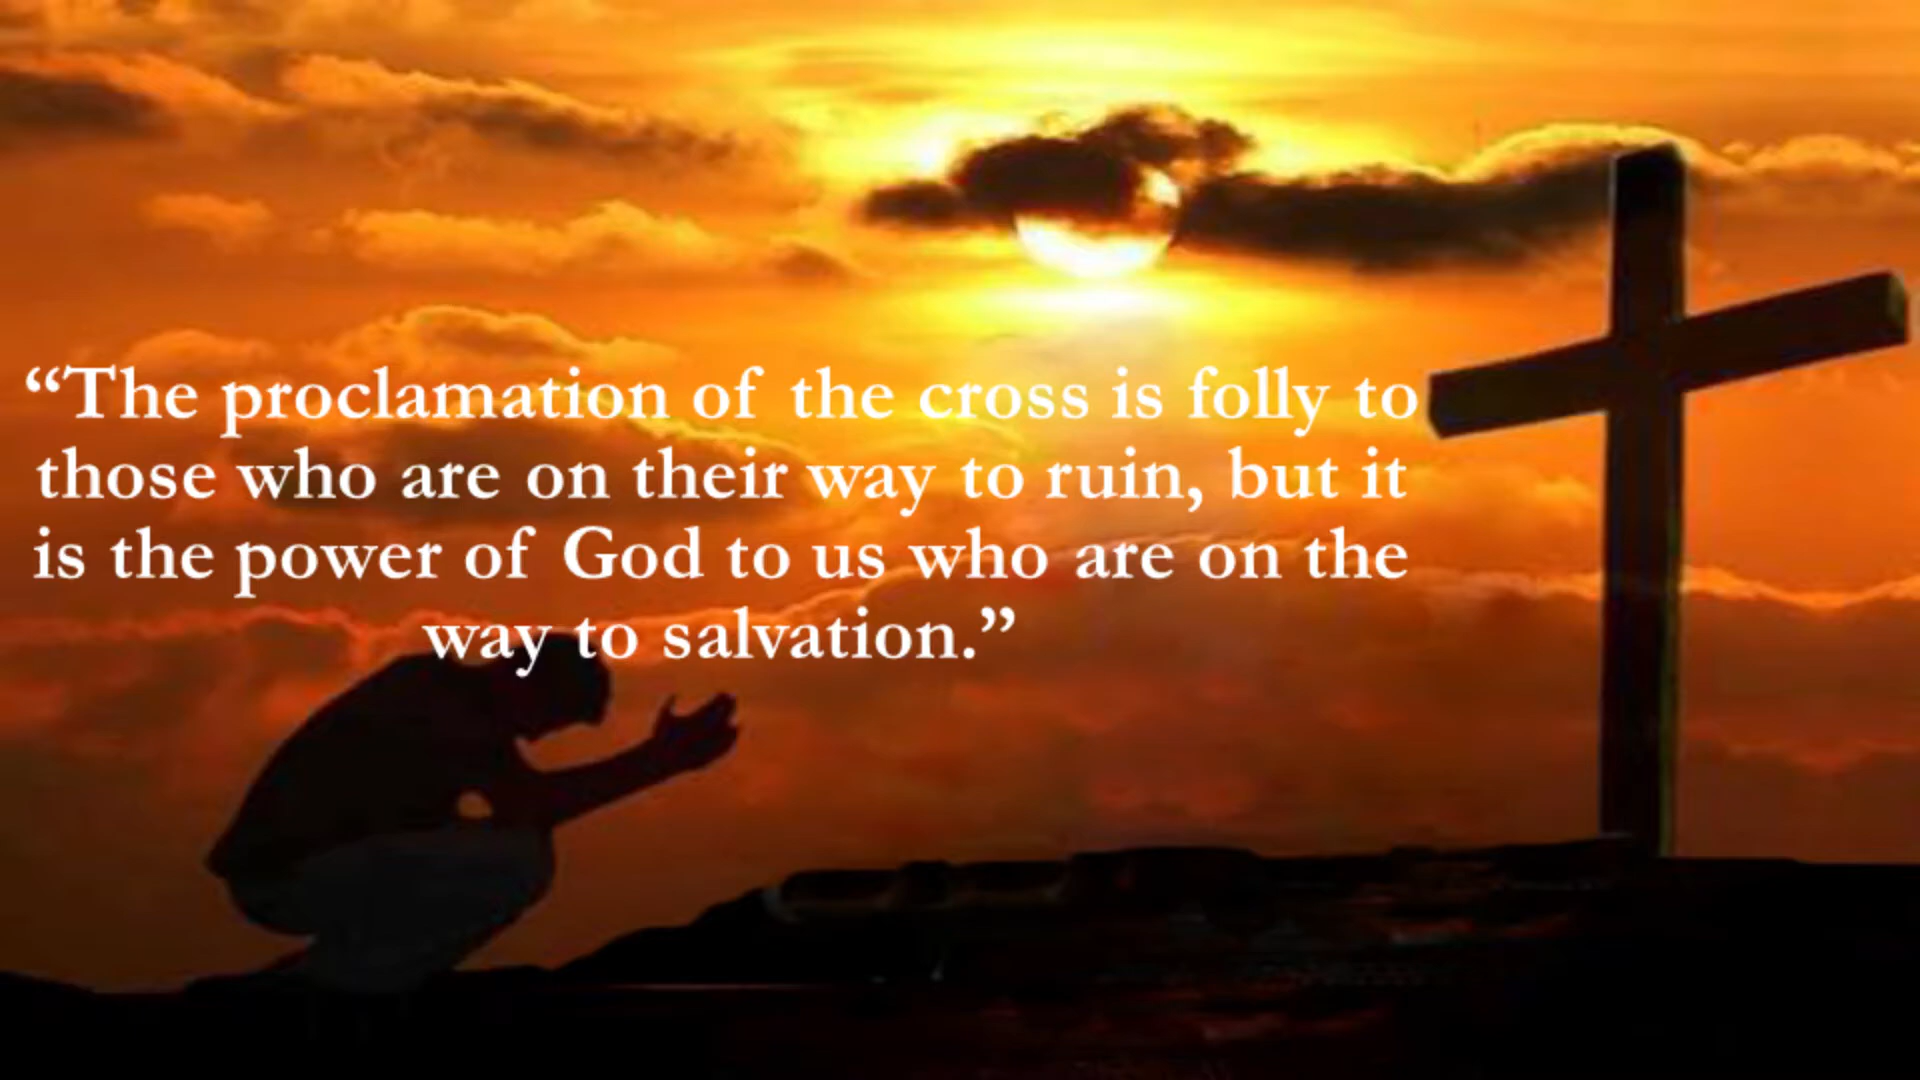 “The proclamation of the cross is folly to
those who are on their way to ruin, but it
is the power of God to us who are on the
way to salvation.”